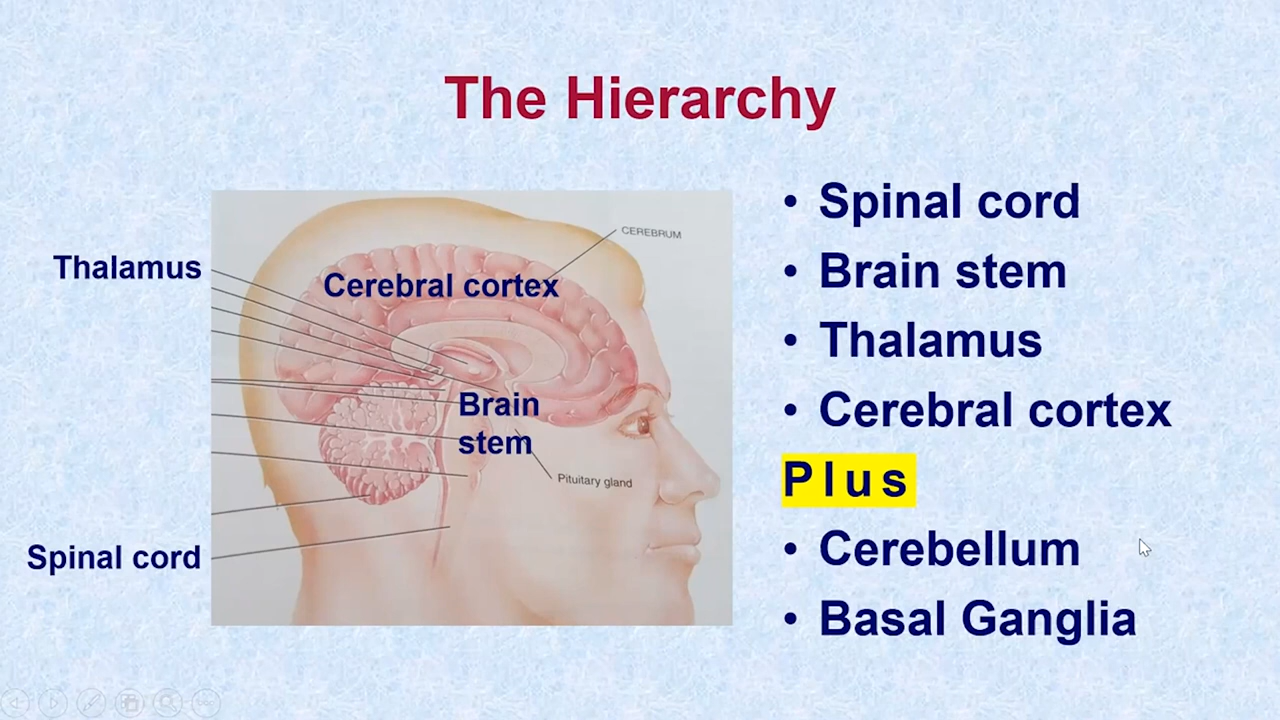 The Hierarchy
Thalamus
Cerebral cortex
CEREBRUM
Brain
stem
Pituitary gland
Spinal cord
• Spinal cord
• Brain stem
• Thalamus
• Cerebral cortex
Plus
• Cerebellum
• Basal Ganglia